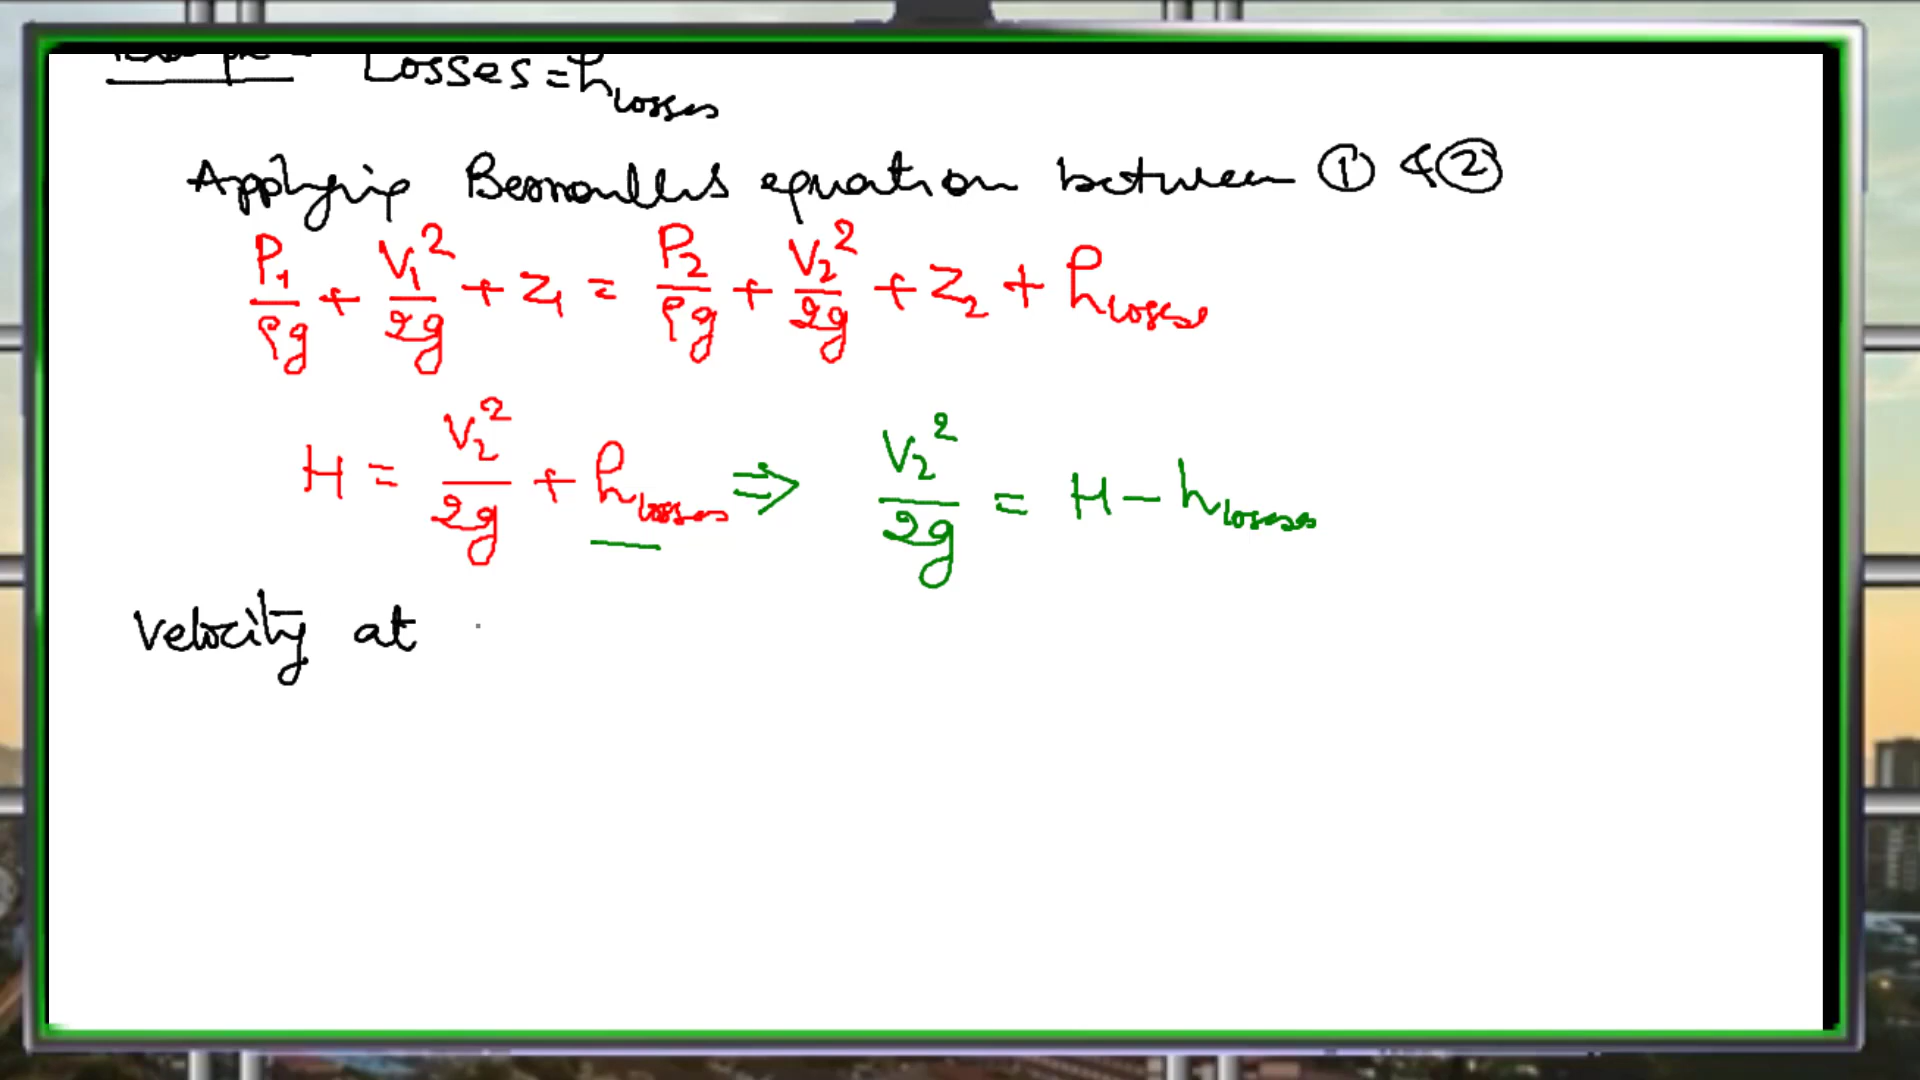 Losses = h_losses
Applying Bernoulli's equation between ① & ②
P₁/ρg + V₁²/2g + Z₁ = P₂/ρg + V₂²/2g + Z₂ + h_losses
H = V₂²/2g + h_losses ⇒ V₂²/2g = H - h_losses
Velocity at